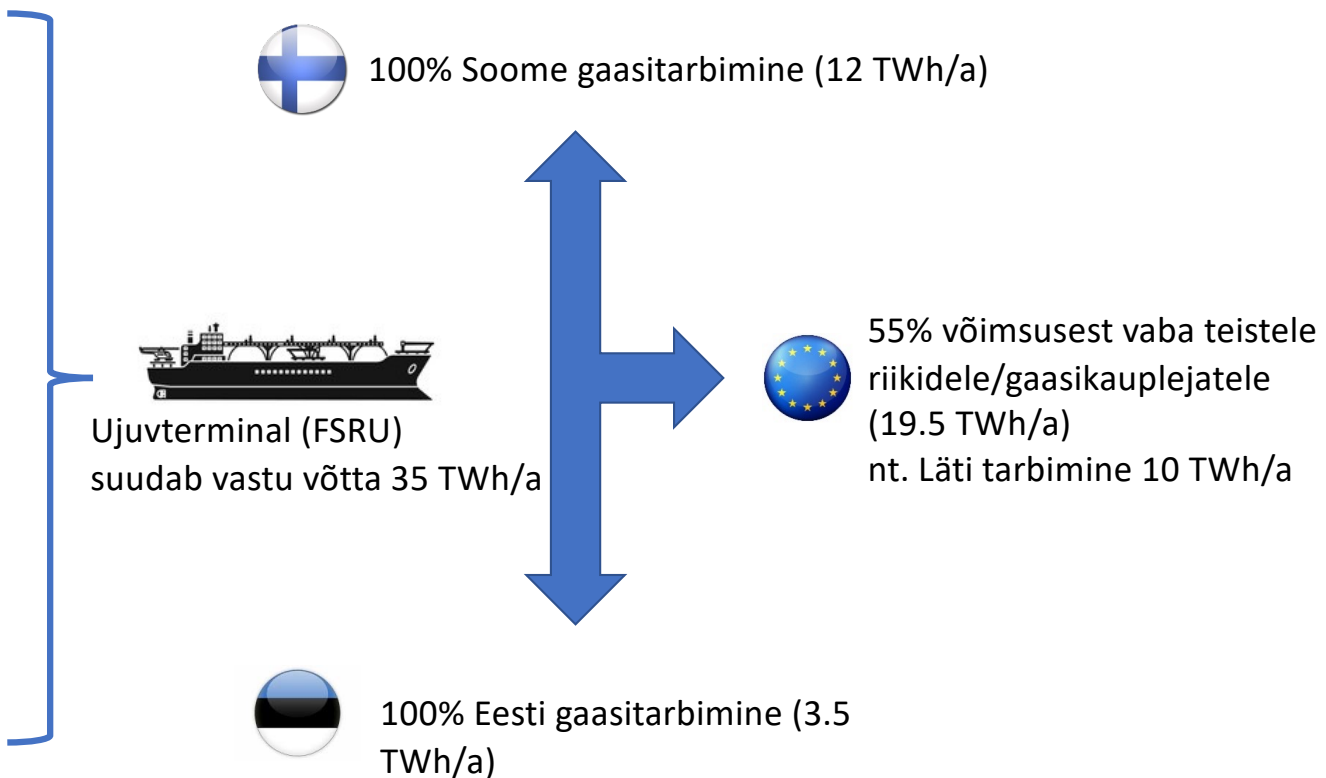 100% Soome gaasitarbimine (12 TWh/a)
Ujuvterminal (FSRU)
suudab vastu võtta 35 TWh/a
55% võimsusest vaba teistele
riikidele/gaasikauplejatele
(19.5 TWh/a)
nt. Läti tarbimine 10 TWh/a
100% Eesti gaasitarbimine (3.5
TWh/a)